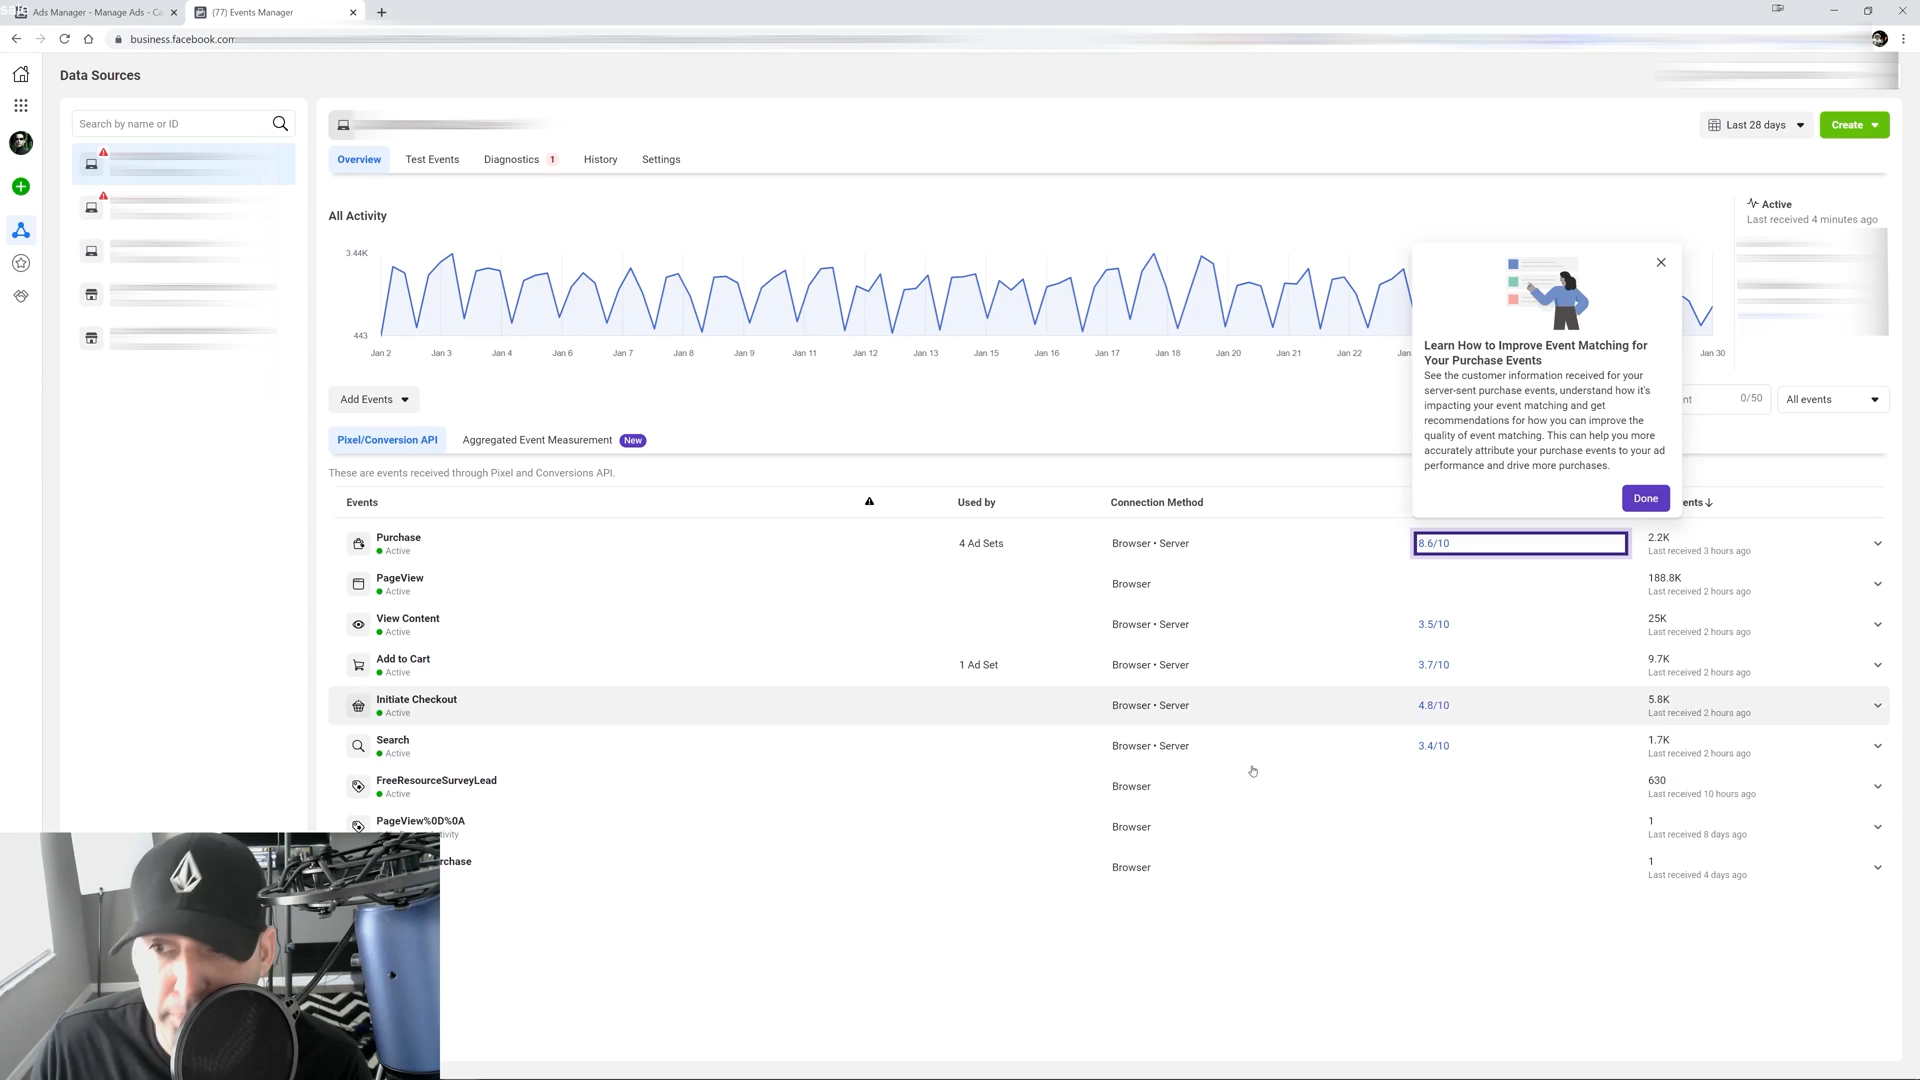 Ads Manager - Manage Ads - Ca
(77) Events Manager
business.facebook.com
Data Sources
Search by name or ID
Last 28 days
Create
Overview
Test Events
Diagnostics 1
History
Settings
All Activity
Active
Last received 4 minutes ago
3.44K
443
Jan 2
Jan 3
Jan 4
Jan 6
Jan 7
Jan 8
Jan 9
Jan 11
Jan 12
Jan 13
Jan 15
Jan 16
Jan 17
Jan 18
Jan 20
Jan 21
Jan 22
Jan
Jan 30
Learn How to Improve Event Matching for
Your Purchase Events
See the customer information received for your
server-sent purchase events, understand how it's
impacting your event matching and get
recommendations for how you can improve the
quality of event matching. This can help you more
accurately attribute your purchase events to your ad
performance and drive more purchases.
Done
Add Events
nt
0/50
All events
Pixel/Conversion API
Aggregated Event Measurement New
These are events received through Pixel and Conversions API.
Events
Used by
Connection Method
ents
Purchase
Active
4 Ad Sets
Browser • Server
8.6/10
2.2K
Last received 3 hours ago
PageView
Active
Browser
188.8K
Last received 2 hours ago
View Content
Active
Browser • Server
3.5/10
25K
Last received 2 hours ago
Add to Cart
Active
1 Ad Set
Browser • Server
3.7/10
9.7K
Last received 2 hours ago
Initiate Checkout
Active
Browser • Server
4.8/10
5.8K
Last received 2 hours ago
Search
Active
Browser • Server
3.4/10
1.7K
Last received 2 hours ago
FreeResourceSurveyLead
Active
Browser
630
Last received 10 hours ago
PageView%0D%0A
tivity
Browser
1
Last received 8 days ago
rchase
Browser
1
Last received 4 days ago